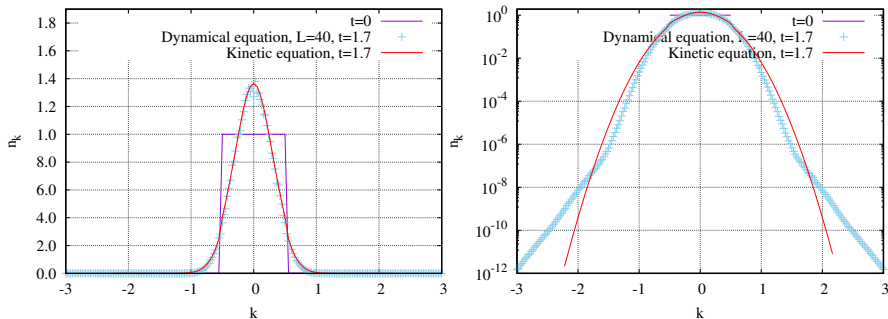 1.8
1.6
1.4
1.2
1.0
8.0
6.0
4.0
2.0
0.0
n_k
t=0
Dynamical equation, L=40, t=1.7
Kinetic equation, t=1.7
-3 -2 -1 0 1 2 3
k
10^0
10^-2
10^-4
10^-6
10^-8
10^-10
10^-12
n_k
t=0
Dynamical equation, L=40, t=1.7
Kinetic equation, t=1.7
-3 -2 -1 0 1 2 3
k